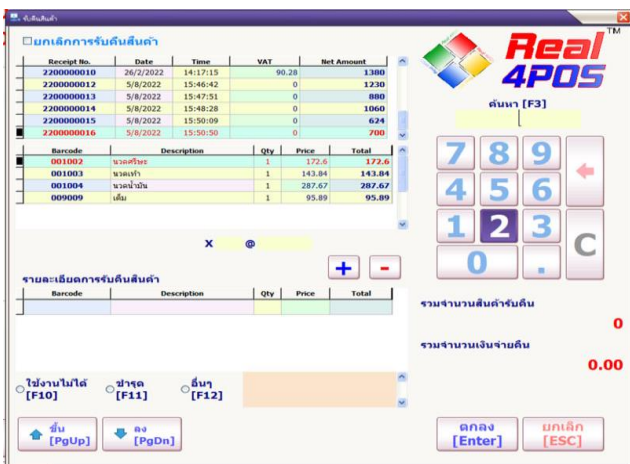 รับคืนสินค้า
ยกเลิกการรับคืนสินค้า
Receipt No. Date Time VAT Net Amount
2200000010 26/2/2022 14:17:15 90.28 1380
2200000012 5/8/2022 15:46:42 0 1230
2200000013 5/8/2022 15:47:51 0 880
2200000014 5/8/2022 15:48:28 0 1060
2200000015 5/8/2022 15:50:09 0 624
2200000016 5/8/2022 15:50:50 0 700
Barcode Description Qty Price Total
001002 นวดศรีษะ 1 172.6 172.6
001003 นวดเท้า 1 143.84 143.84
001004 นวดน้ำมัน 1 287.67 287.67
009009 เค็ม 1 95.89 95.89
X @
+ -
รายละเอียดการรับคืนสินค้า
Barcode Description Qty Price Total
ใช้งานไม่ได้ [F10]
ชำรุด [F11]
อื่นๆ [F12]
ขึ้น [PgUp]
ลง [PgDn]
Real TM
4POS
ค้นหา [F3]
7 8 9
4 5 6
1 2 3 C
0 .
รวมจำนวนสินค้ารับคืน
0
รวมจำนวนเงินจ่ายคืน
0.00
ตกลง [Enter]
ยกเลิก [ESC]